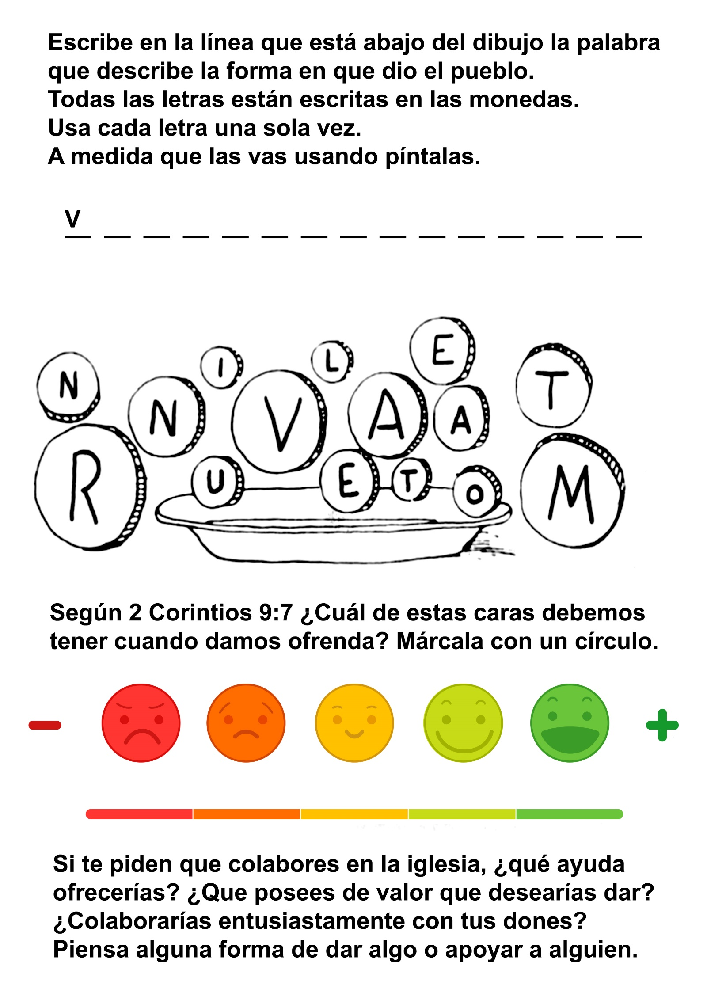 Escribe en la línea que está abajo del dibujo la palabra
que describe la forma en que dio el pueblo.
Todas las letras están escritas en las monedas.
Usa cada letra una sola vez.
A medida que las vas usando píntalas.
V
N N I V L A E A T
R U E T O M
Según 2 Corintios 9:7 ¿Cuál de estas caras debemos
tener cuando damos ofrenda? Márcala con un círculo.
Si te piden que colabores en la iglesia, ¿qué ayuda
ofrecerías? ¿Que posees de valor que desearías dar?
¿Colaborarías entusiastamente con tus dones?
Piensa alguna forma de dar algo o apoyar a alguien.